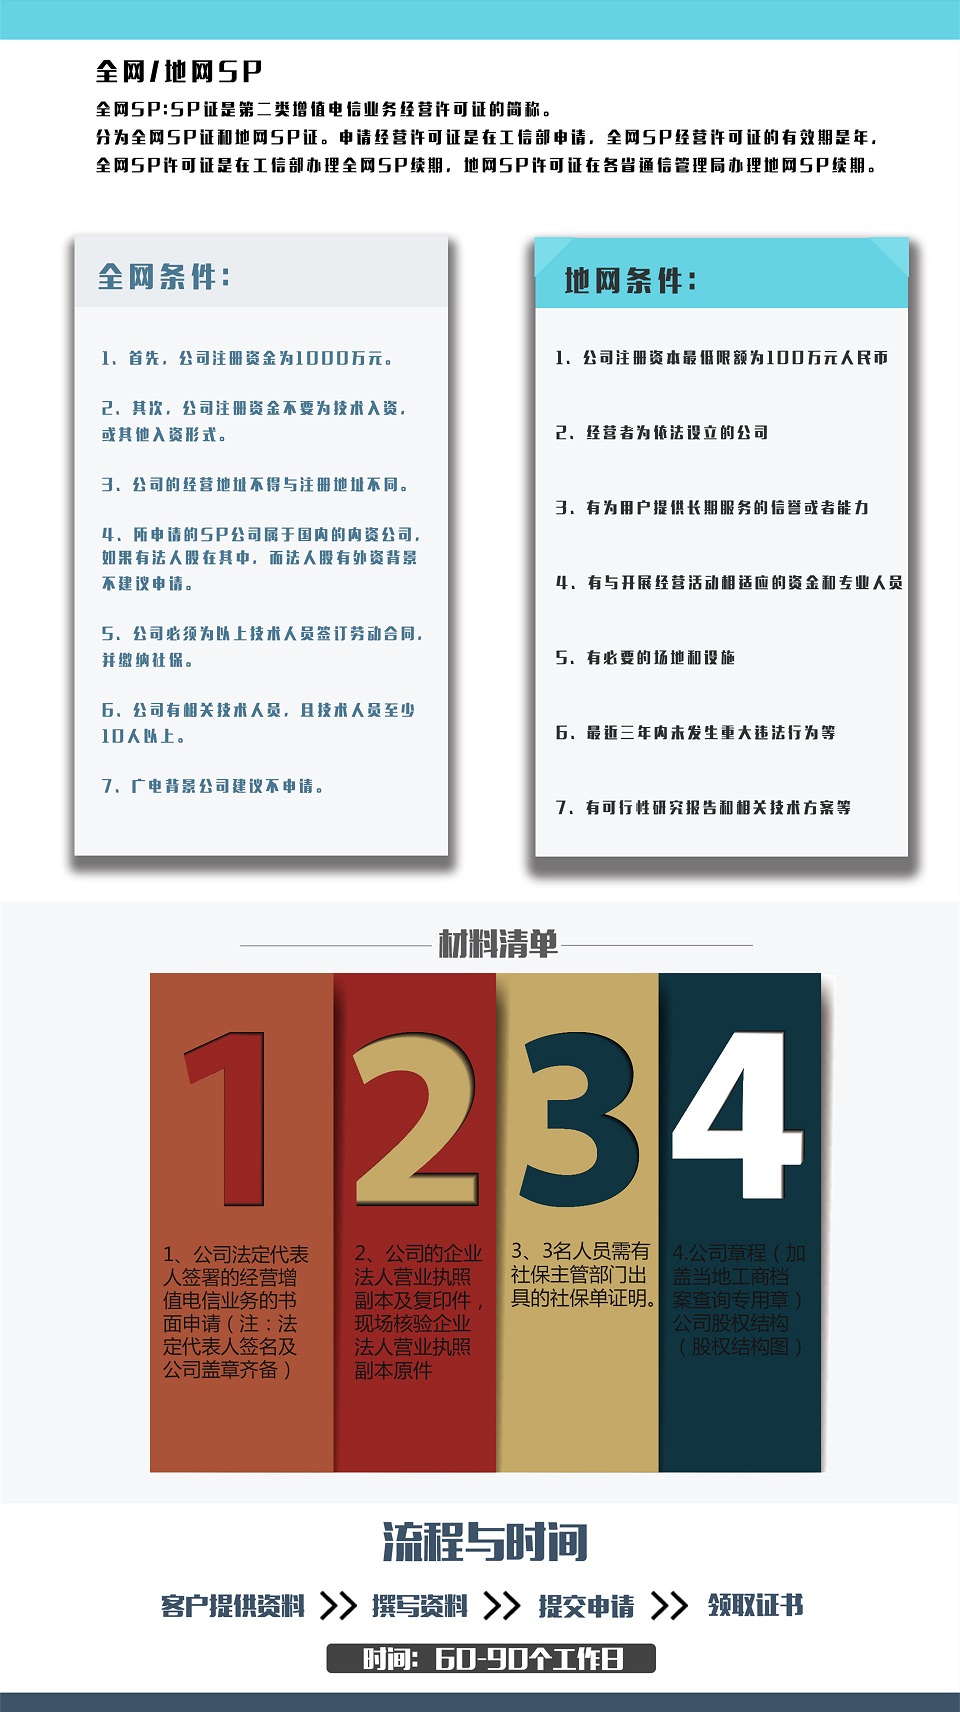 全网/地网SP
全网SP:SP证是第二类增值电信业务经营许可证的简称。
分为全网SP证和地网SP证。申请经营许可证是在工信部申请，全网SP经营许可证的有效期是年，
全网SP许可证是在工信部办理全网SP续期，地网SP许可证在各省通信管理局办理地网SP续期。
全网条件：
1、首先，公司注册资金为1000万元。
2、其次，公司注册资金不要为技术入资，
或其他入资形式。
3、公司的经营地址不得与注册地址不同。
4、所申请的SP公司属于国内的内资公司，
如果有法人股在其中，而法人股有外资背景
不建议申请。
5、公司必须为以上技术人员签订劳动合同，
并缴纳社保。
6、公司有相关技术人员，且技术人员至少
10人以上。
7、广电背景公司建议不申请。
地网条件：
1、公司注册资本最低限额为100万元人民币
2、经营者为依法设立的公司
3、有为用户提供长期服务的信誉或者能力
4、有与开展经营活动相适应的资金和专业人员
5、有必要的场地和设施
6、最近三年内未发生重大违法行为等
7、有可行性研究报告和相关技术方案等
材料清单
1
1、公司法定代表
人签署的经营增
值电信业务的书
面申请（注：法
定代表人签名及
公司盖章齐备）
2
2、公司的企业
法人营业执照
副本及复印件，
现场核验企业
法人营业执照
副本原件
3
3、3名人员需有
社保主管部门出
具的社保单证明。
4
4.公司章程（加
盖当地工商档
案查询专用章）
公司股权结构
（股权结构图）
流程与时间
客户提供资料 >> 撰写资料 >> 提交申请 >> 领取证书
时间：60-90个工作日